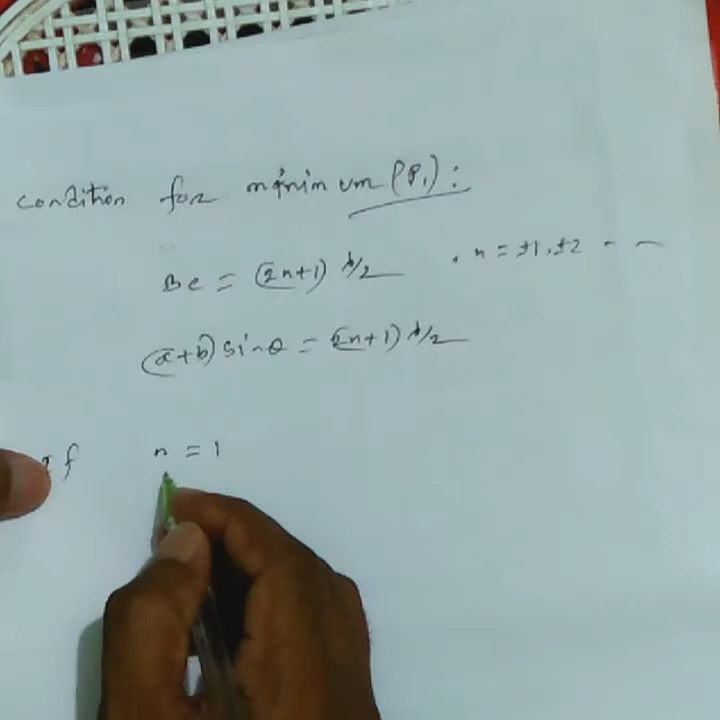 condition for minimum (P₁) :
BC = (2n+1) λ/2 . n = ±1, ±2 - -
(a+b) sinθ = (2n+1) λ/2
If n = 1